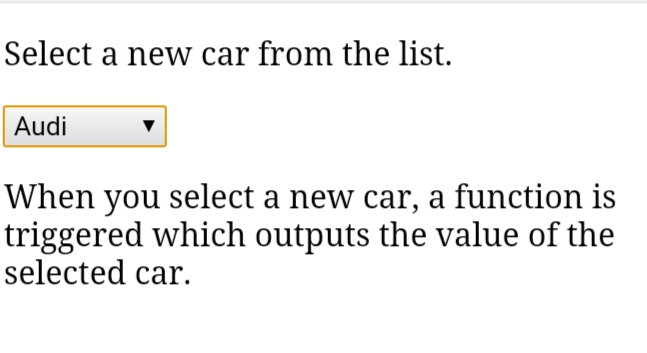 Select a new car from the list.
Audi
When you select a new car, a function is
triggered which outputs the value of the
selected car.